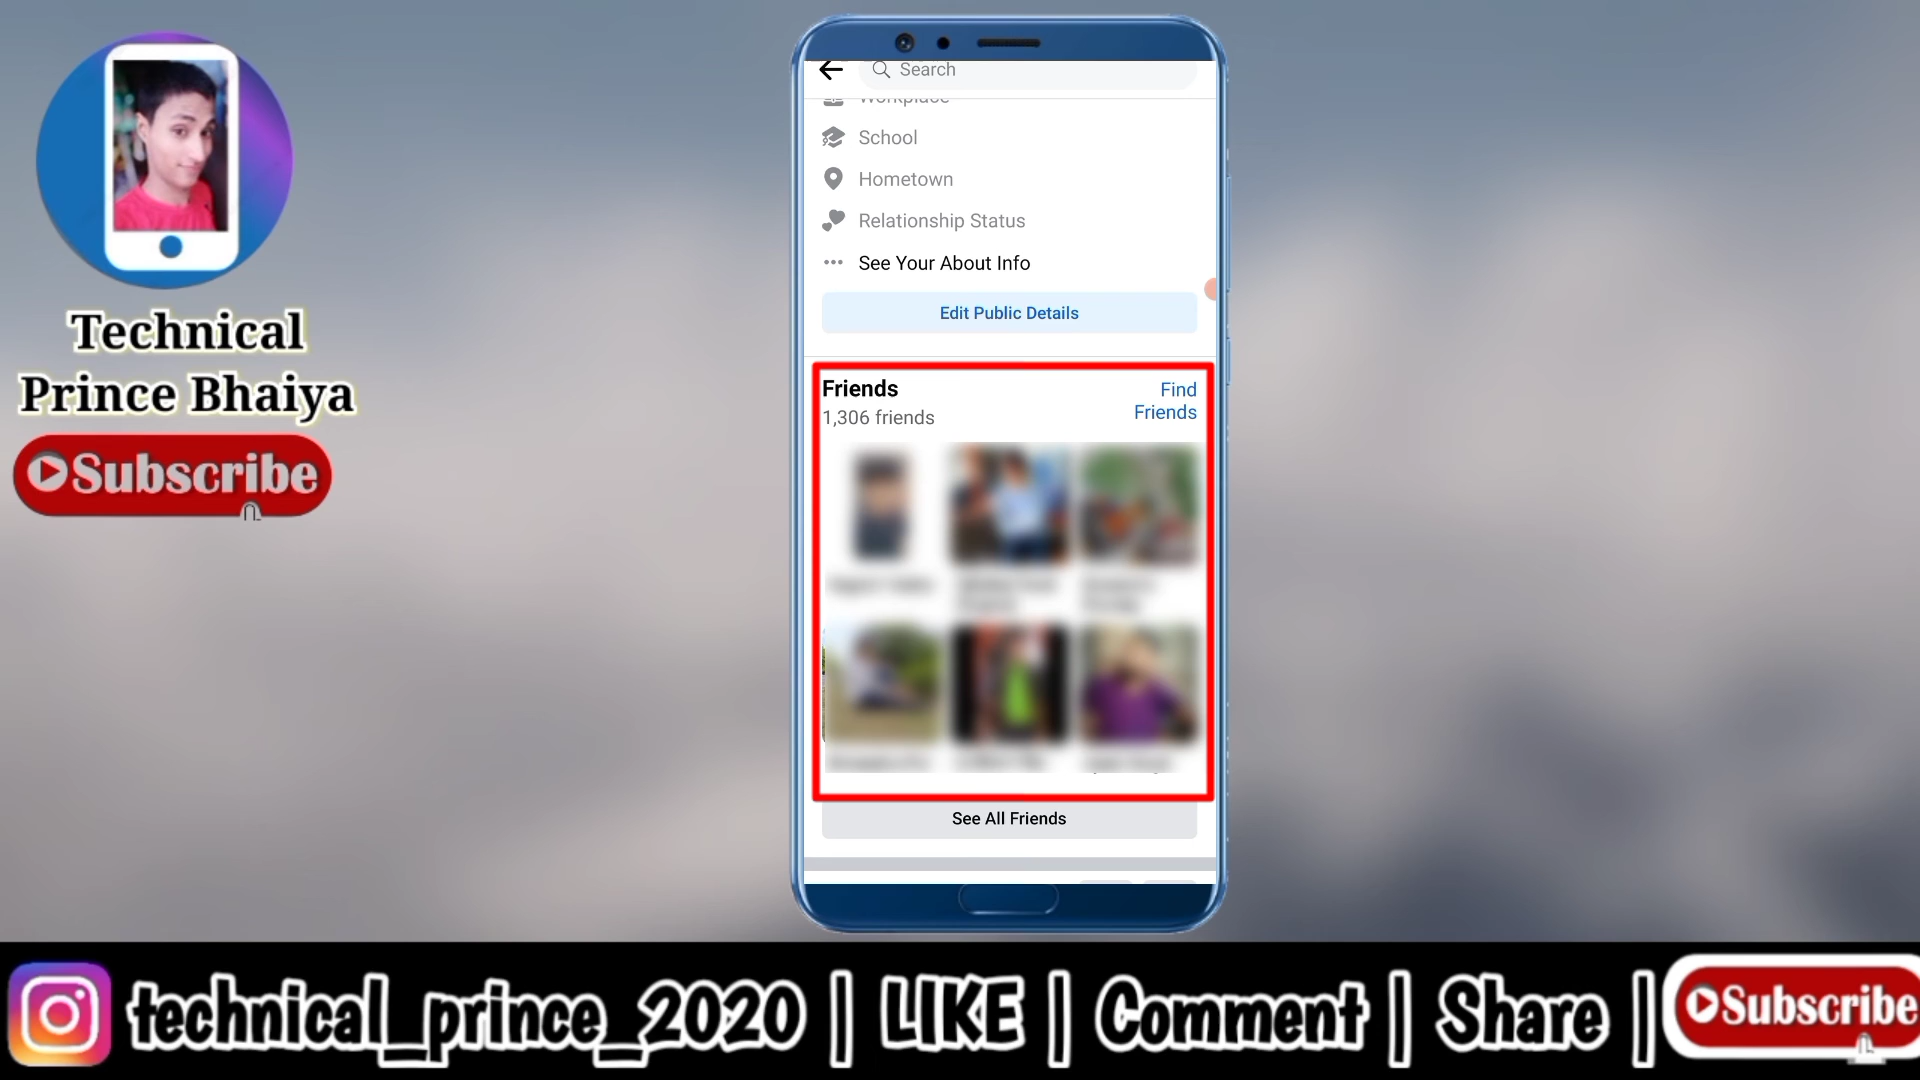 Technical
Prince Bhaiya
Subscribe
Search
Workplace
School
Hometown
Relationship Status
See Your About Info
Edit Public Details
Friends
1,306 friends
Find
Friends
See All Friends
technical_prince_2020 | LIKE | Comment | Share | Subscribe